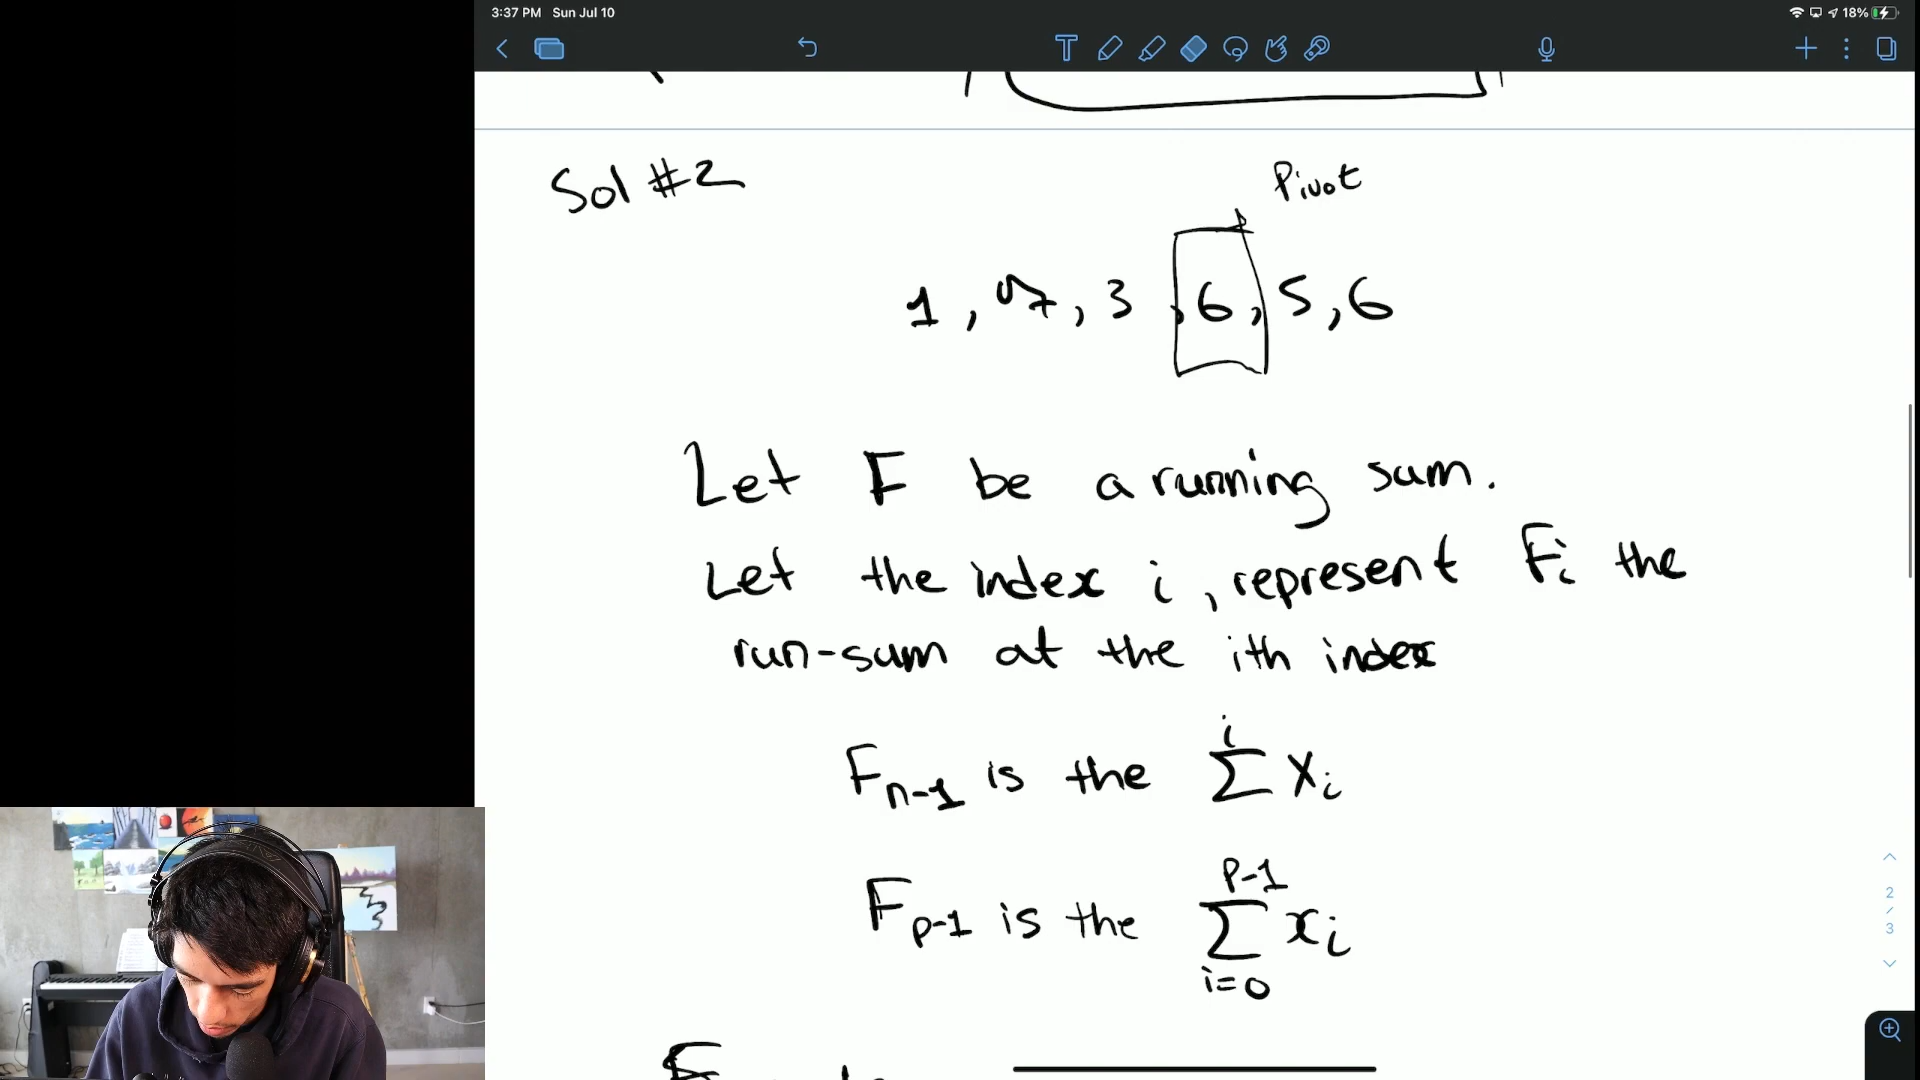 3:37 PM Sun Jul 10
18%
Sol #2
Pivot
1, 7, 3, 6, 5, 6
Let F be a running sum.
Let the index i, represent Fi the
run-sum at the ith index
i
Fn-1 is the Σ Xi
P-1
Fp-1 is the Σ xi
i=0
2
/
3